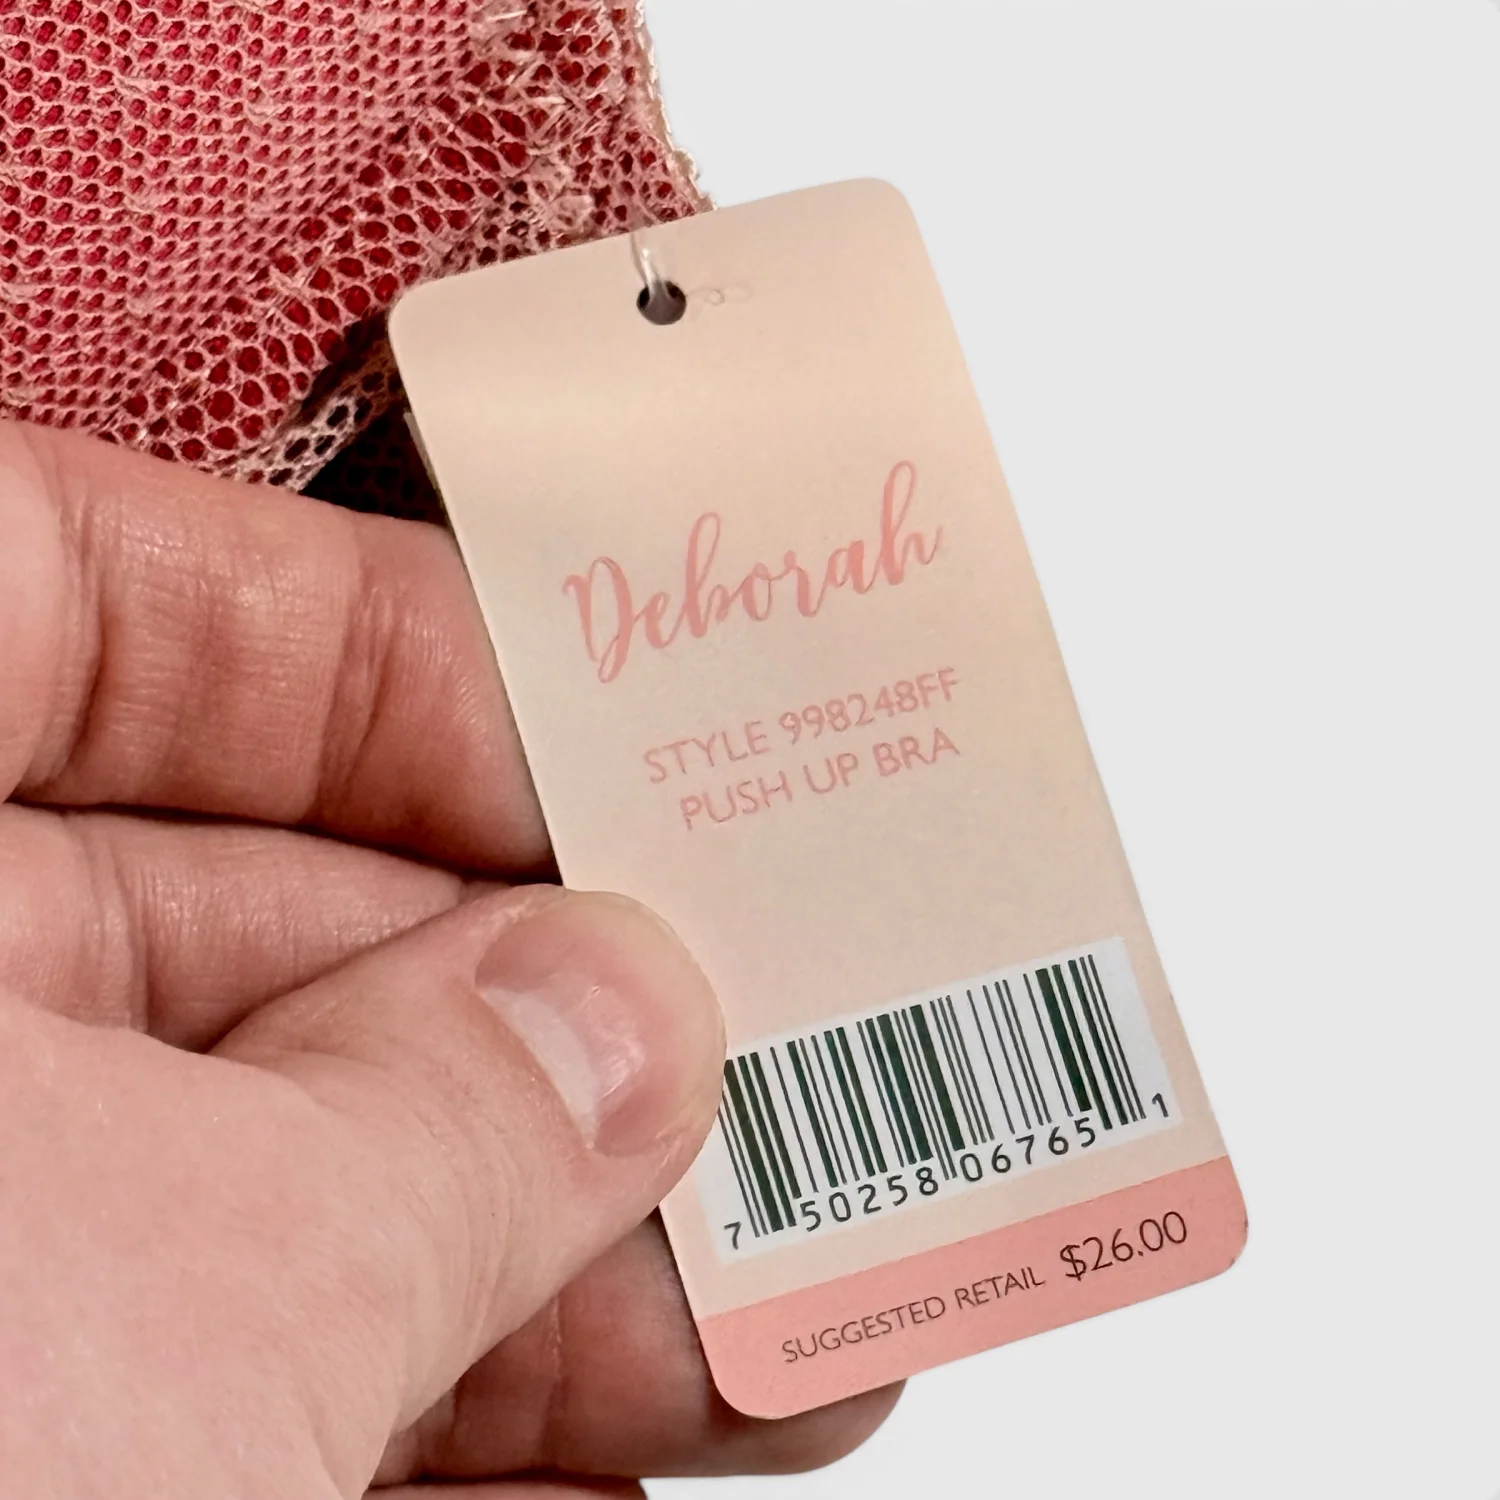 Deborah
STYLE 998248FF
PUSH UP BRA
7 50258 06765 1
SUGGESTED RETAIL $26.00